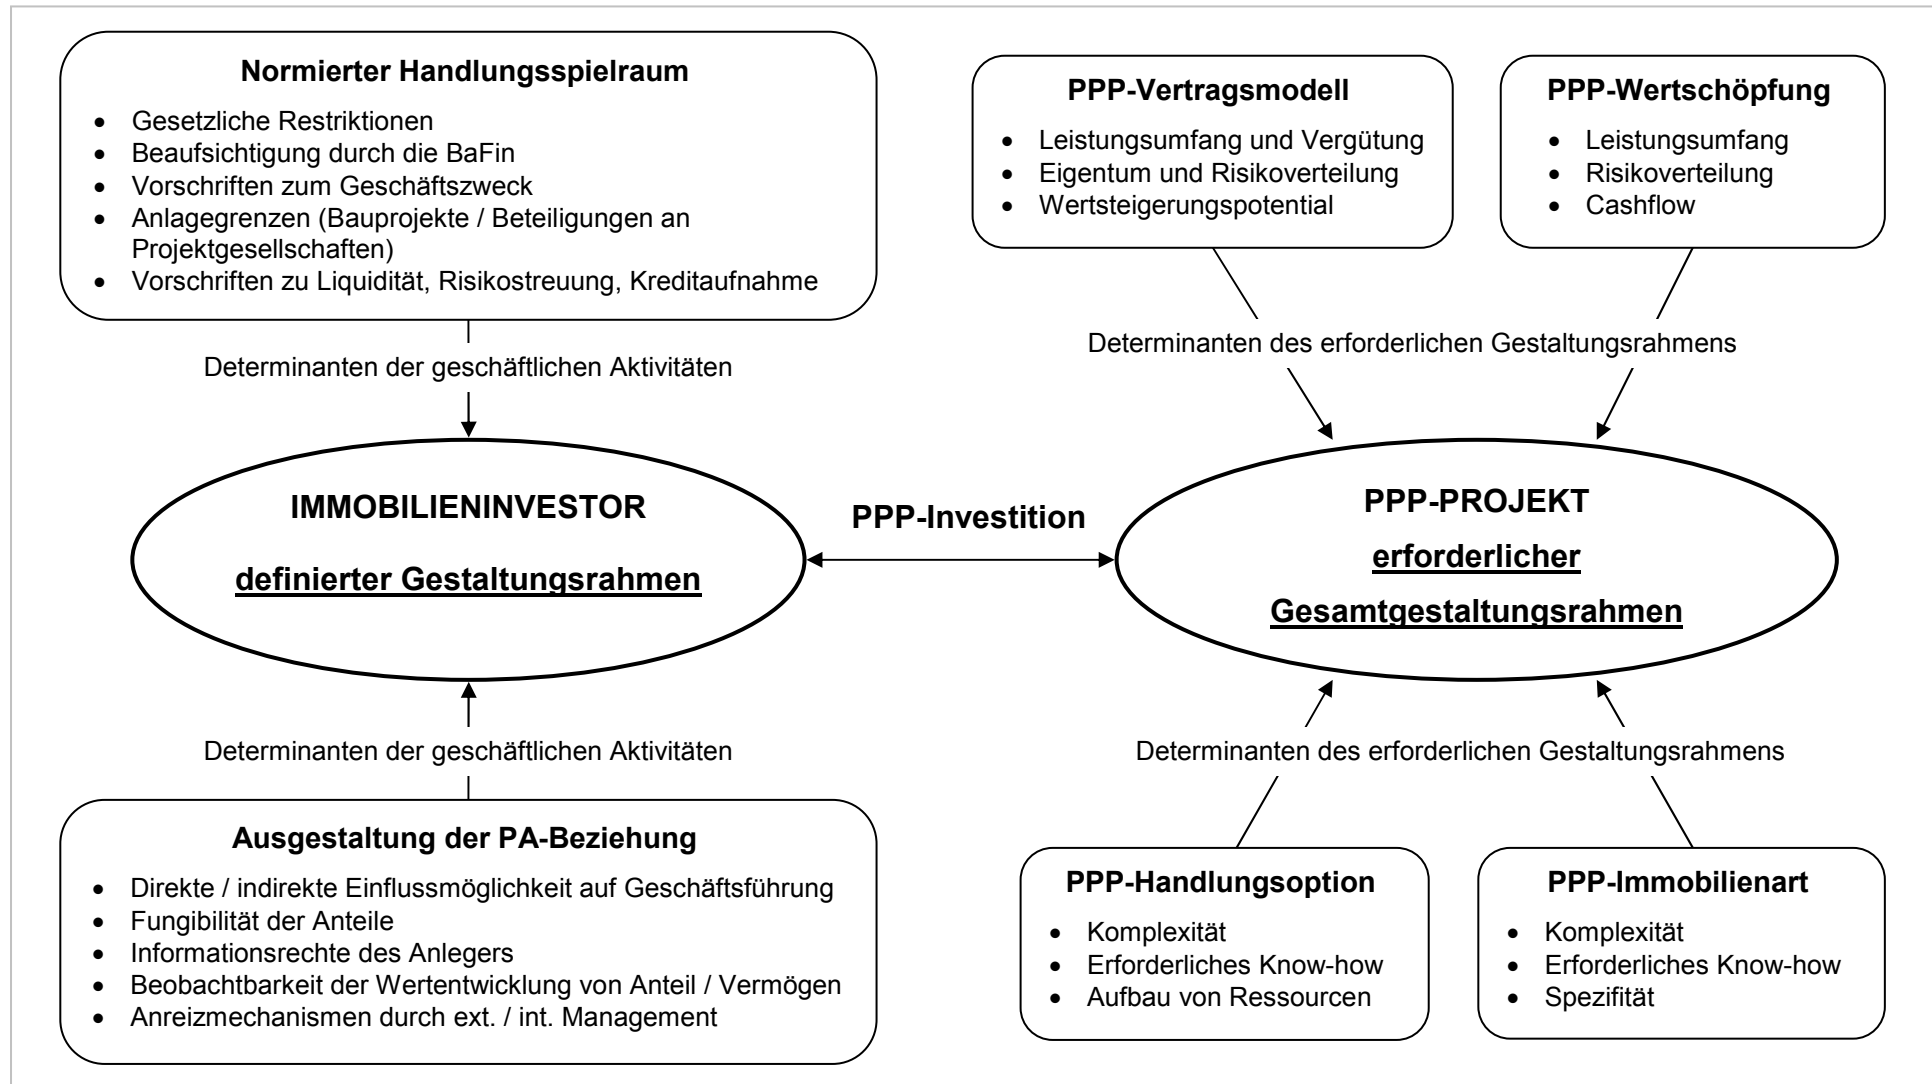 Normierter Handlungsspielraum
• Gesetzliche Restriktionen
• Beaufsichtigung durch die BaFin
• Vorschriften zum Geschäftszweck
• Anlagegrenzen (Bauprojekte / Beteiligungen an
Projektgesellschaften)
• Vorschriften zu Liquidität, Risikostreuung, Kreditaufnahme
PPP-Vertragsmodell
• Leistungsumfang und Vergütung
• Eigentum und Risikoverteilung
• Wertsteigerungspotential
PPP-Wertschöpfung
• Leistungsumfang
• Risikoverteilung
• Cashflow
Determinanten der geschäftlichen Aktivitäten
Determinanten des erforderlichen Gestaltungsrahmens
IMMOBILIENINVESTOR
definierter Gestaltungsrahmen
PPP-Investition
PPP-PROJEKT
erforderlicher
Gesamtgestaltungsrahmen
Determinanten der geschäftlichen Aktivitäten
Determinanten des erforderlichen Gestaltungsrahmens
Ausgestaltung der PA-Beziehung
• Direkte / indirekte Einflussmöglichkeit auf Geschäftsführung
• Fungibilität der Anteile
• Informationsrechte des Anlegers
• Beobachtbarkeit der Wertentwicklung von Anteil / Vermögen
• Anreizmechanismen durch ext. / int. Management
PPP-Handlungsoption
• Komplexität
• Erforderliches Know-how
• Aufbau von Ressourcen
PPP-Immobilienart
• Komplexität
• Erforderliches Know-how
• Spezifität